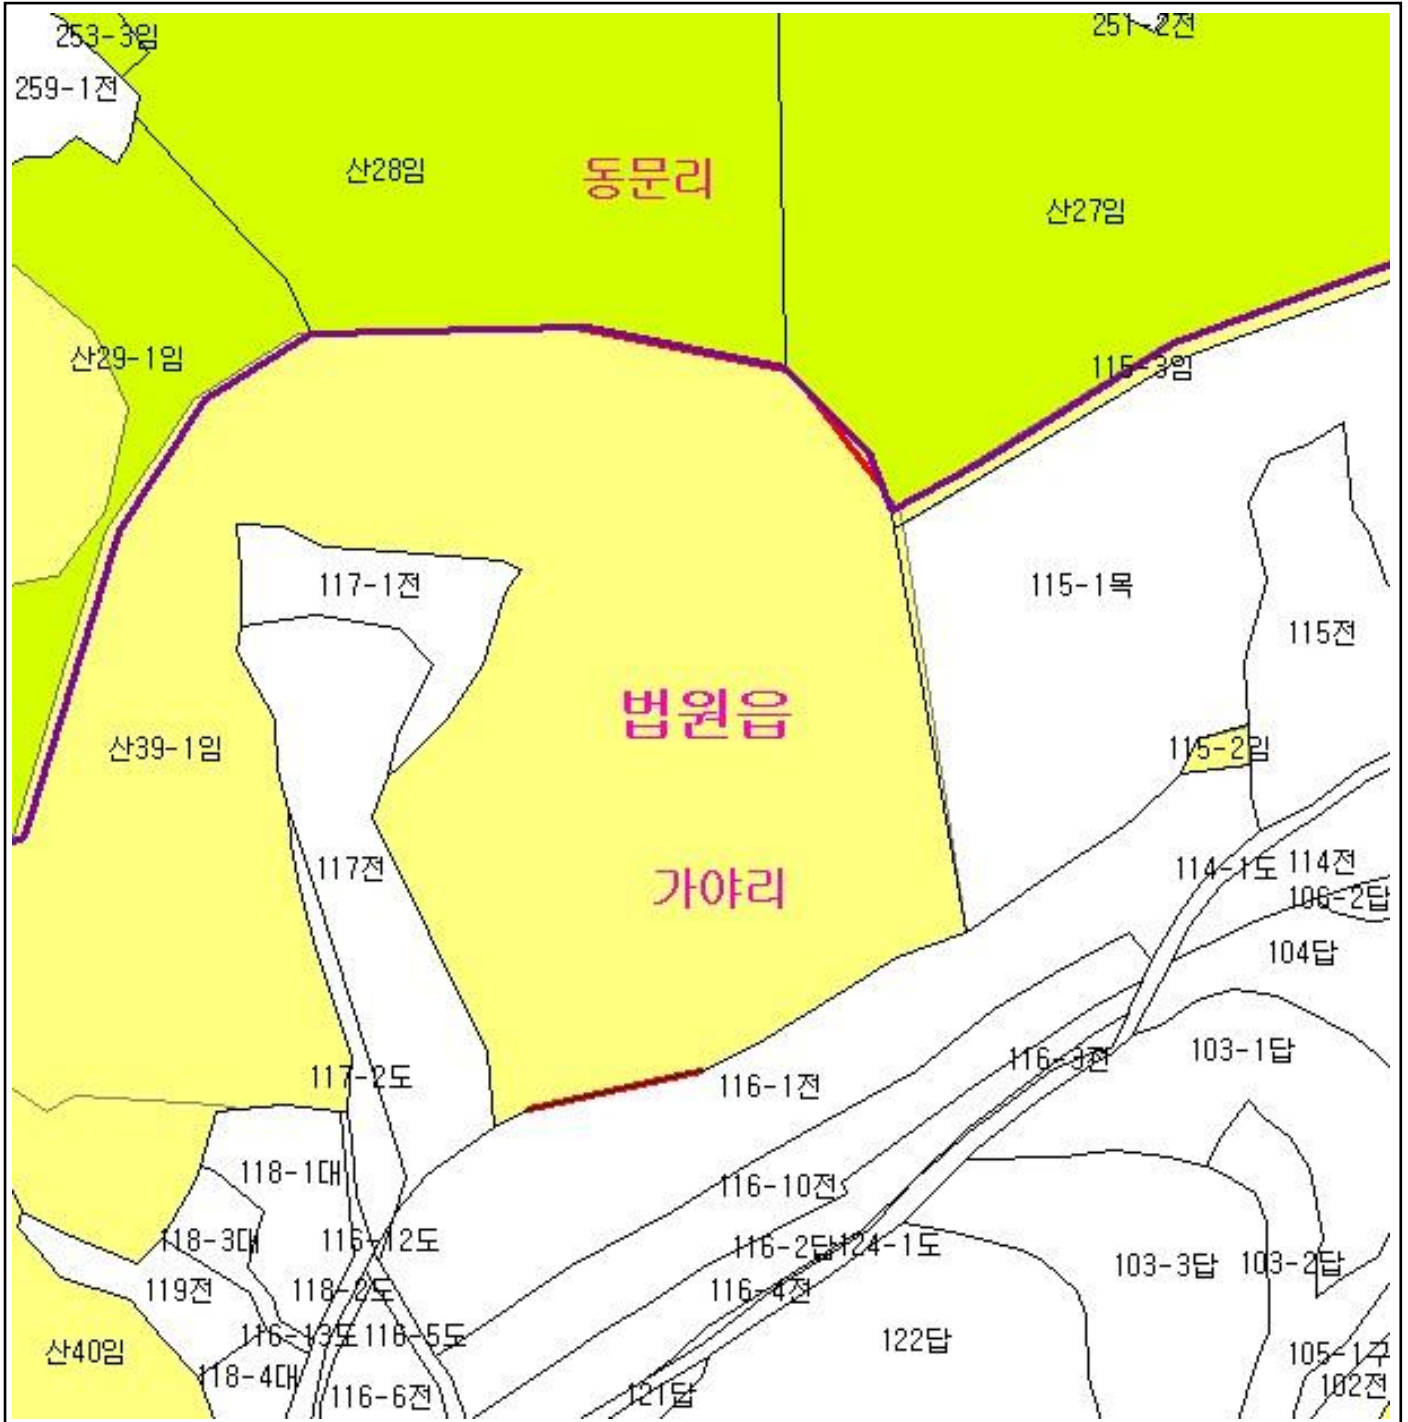 253-3임
251-2전
259-1전
산28임
동문리
산27임
산29-1임
115-3임
117-1전
115-1목
115전
법원읍
산39-1임
115-2임
117전
가야리
114-1도
114전
106-2답
104답
117-2도
116-1전
116-3전
103-1답
118-1대
116-10전
118-3대
116-12도
116-2답
124-1도
103-3답
103-2답
119전
118-2도
116-4전
116-13도
116-5도
122답
산40임
105-1구
118-4대
116-6전
121답
102전